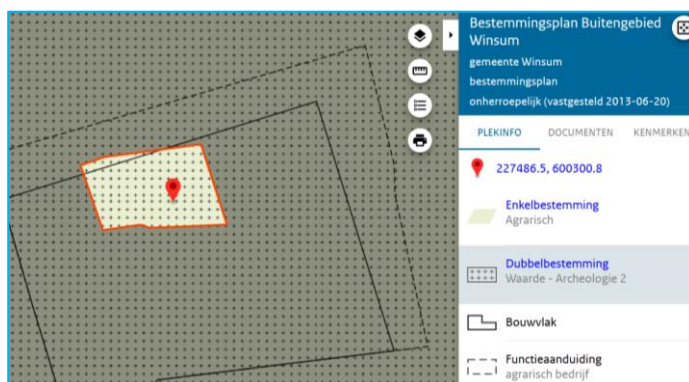 Bestemmingsplan Buitengebied
Winsum
gemeente Winsum
bestemmingsplan
onherroepelijk (vastgesteld 2013-06-20)
PLEKINFO DOCUMENTEN KENMERKEN
227486.5, 600300.8
Enkelbestemming
Agrarisch
Dubbelbestemming
Waarde - Archeologie 2
Bouwvlak
Functieaanduiding
agrarisch bedrijf